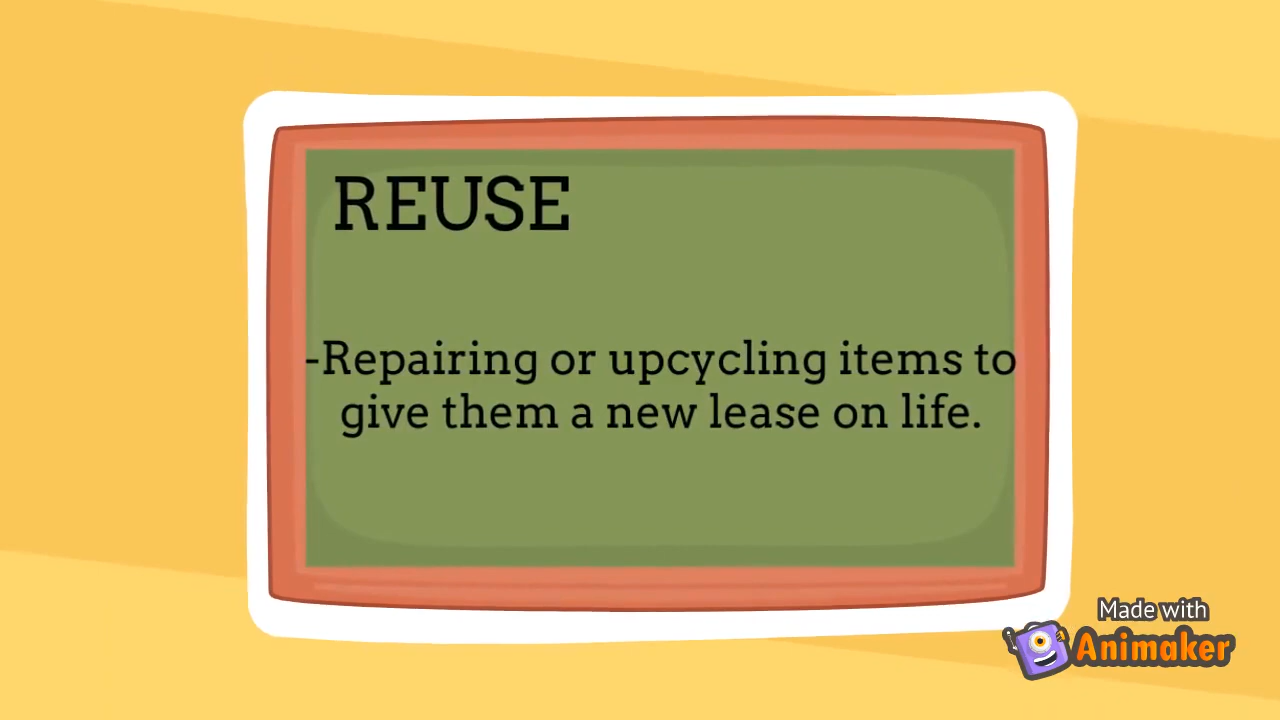 REUSE
-Repairing or upcycling items to
give them a new lease on life.
Made with
Animaker